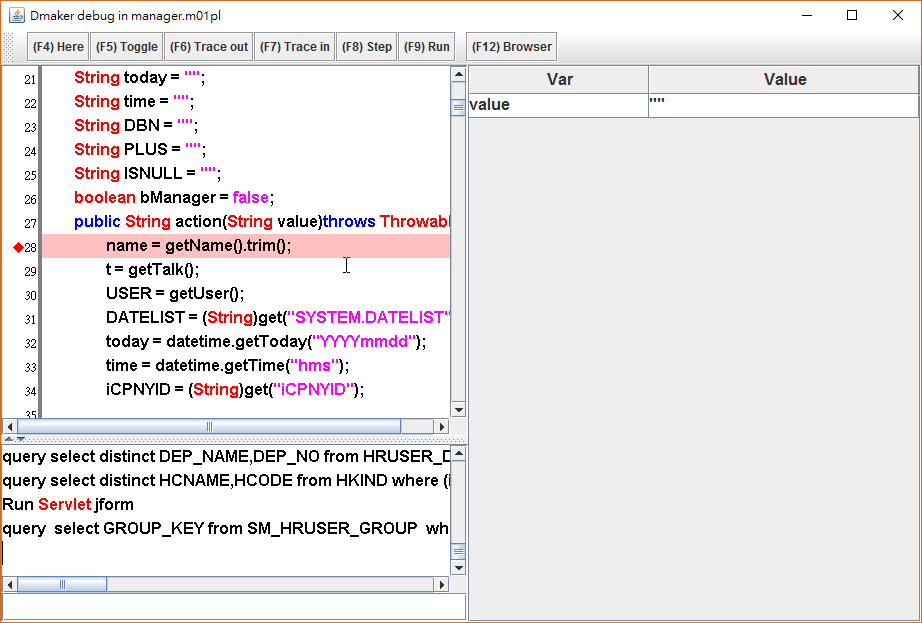 Dmaker debug in manager.m01pl
(F4) Here (F5) Toggle (F6) Trace out (F7) Trace in (F8) Step (F9) Run (F12) Browser
21 String today = "";
22 String time = "";
23 String DBN = "";
24 String PLUS = "";
25 String ISNULL = "";
26 boolean bManager = false;
27 public String action(String value)throws Throwabl
28 name = getName().trim();
29 t = getTalk();
30 USER = getUser();
31 DATELIST = (String)get("SYSTEM.DATELIST"
32 today = datetime.getToday("YYYYmmdd");
33 time = datetime.getTime("hms");
34 iCPNYID = (String)get("iCPNYID");
35
query select distinct DEP_NAME,DEP_NO from HRUSER_D
query select distinct HCNAME,HCODE from HKIND where (i
Run Servlet jform
query  select GROUP_KEY from SM_HRUSER_GROUP  wh
Var Value
value ""